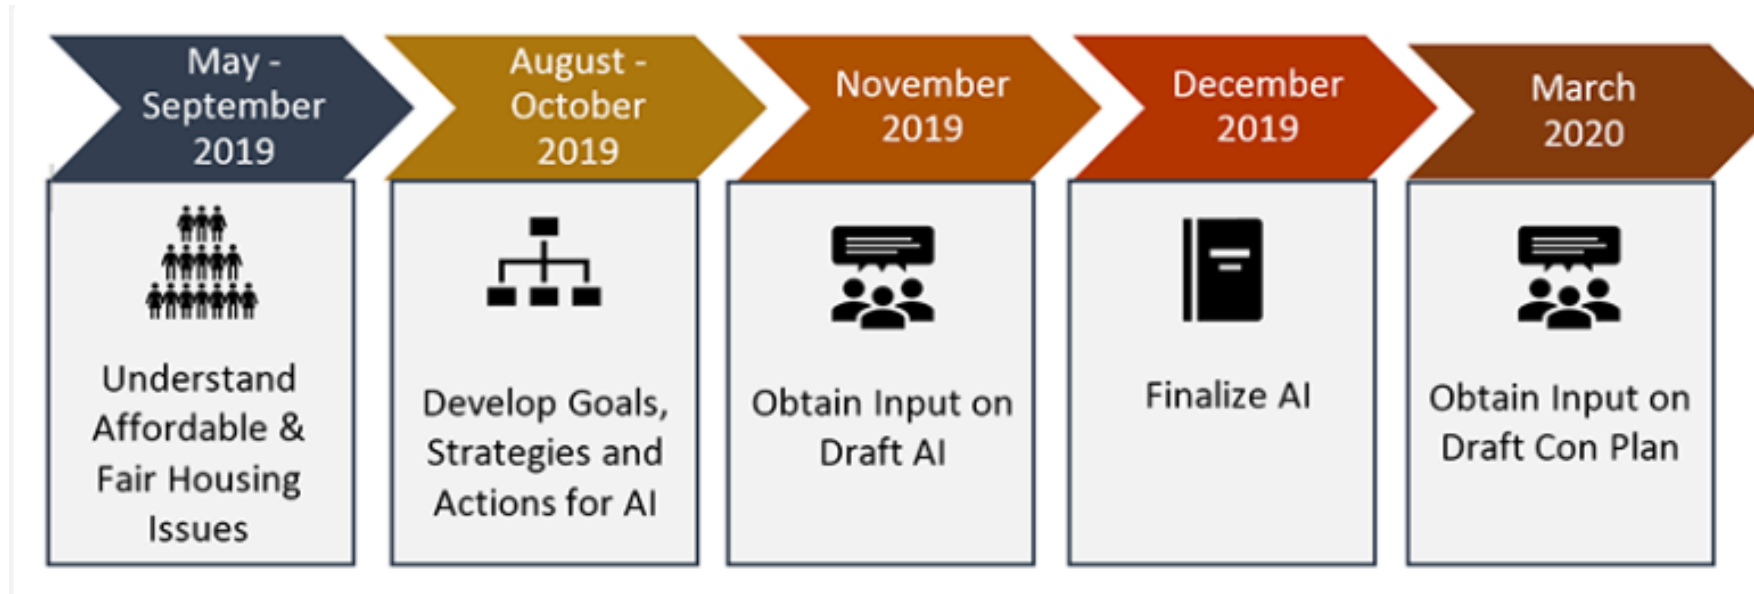 May -
September
2019
August -
October
2019
November
2019
December
2019
March
2020
Understand
Affordable &
Fair Housing
Issues
Develop Goals,
Strategies and
Actions for AI
Obtain Input on
Draft AI
Finalize AI
Obtain Input on
Draft Con Plan